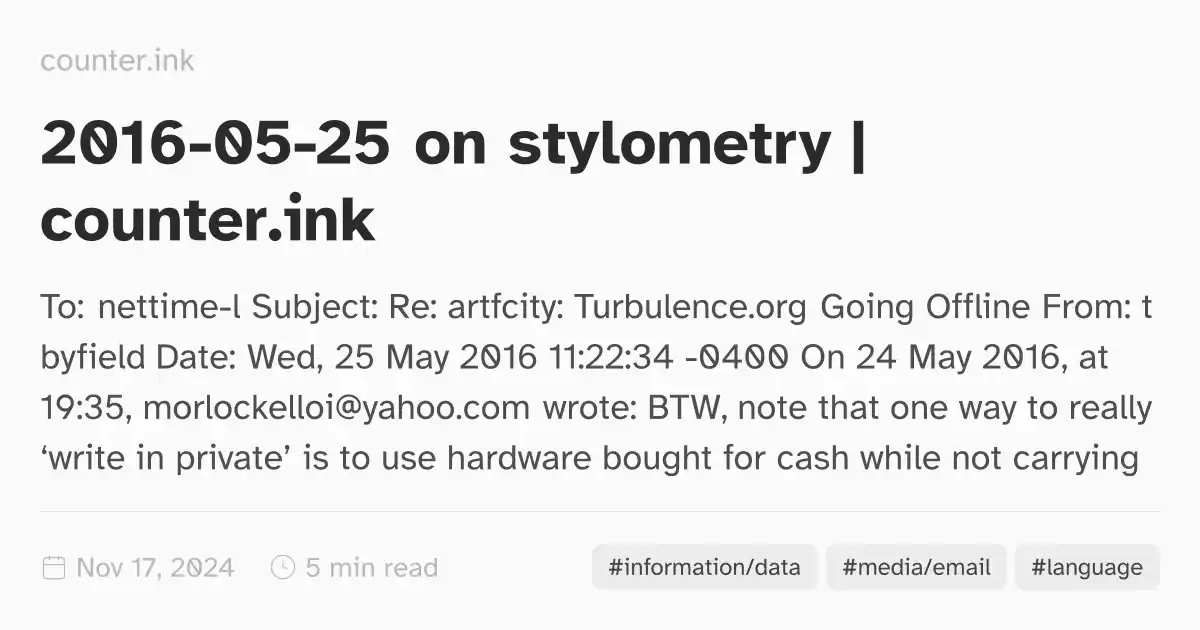 counter.ink
2016-05-25 on stylometry |
counter.ink
To: nettime-l Subject: Re: artfcity: Turbulence.org Going Offline From: t
byfield Date: Wed, 25 May 2016 11:22:34 -0400 On 24 May 2016, at
19:35, morlockelloi@yahoo.com wrote: BTW, note that one way to really
‘write in private’ is to use hardware bought for cash while not carrying
Nov 17, 2024 5 min read #information/data #media/email #language